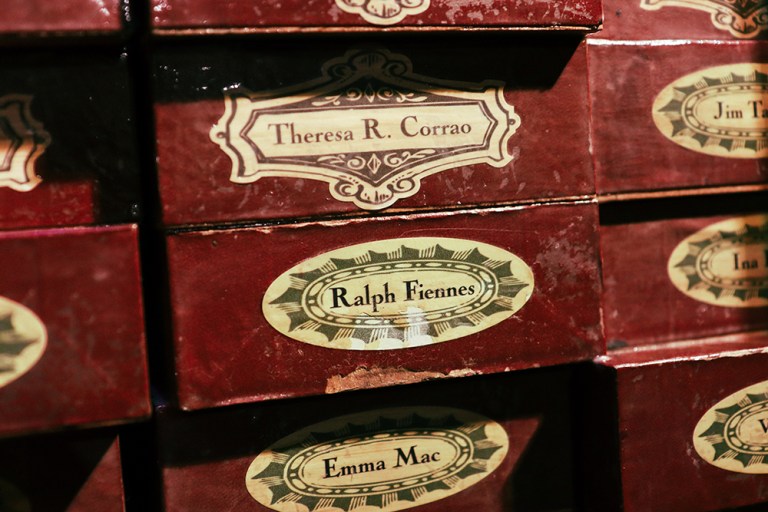 Theresa R. Corrao
Jim
Ralph Fiennes
Ina
Emma Mac